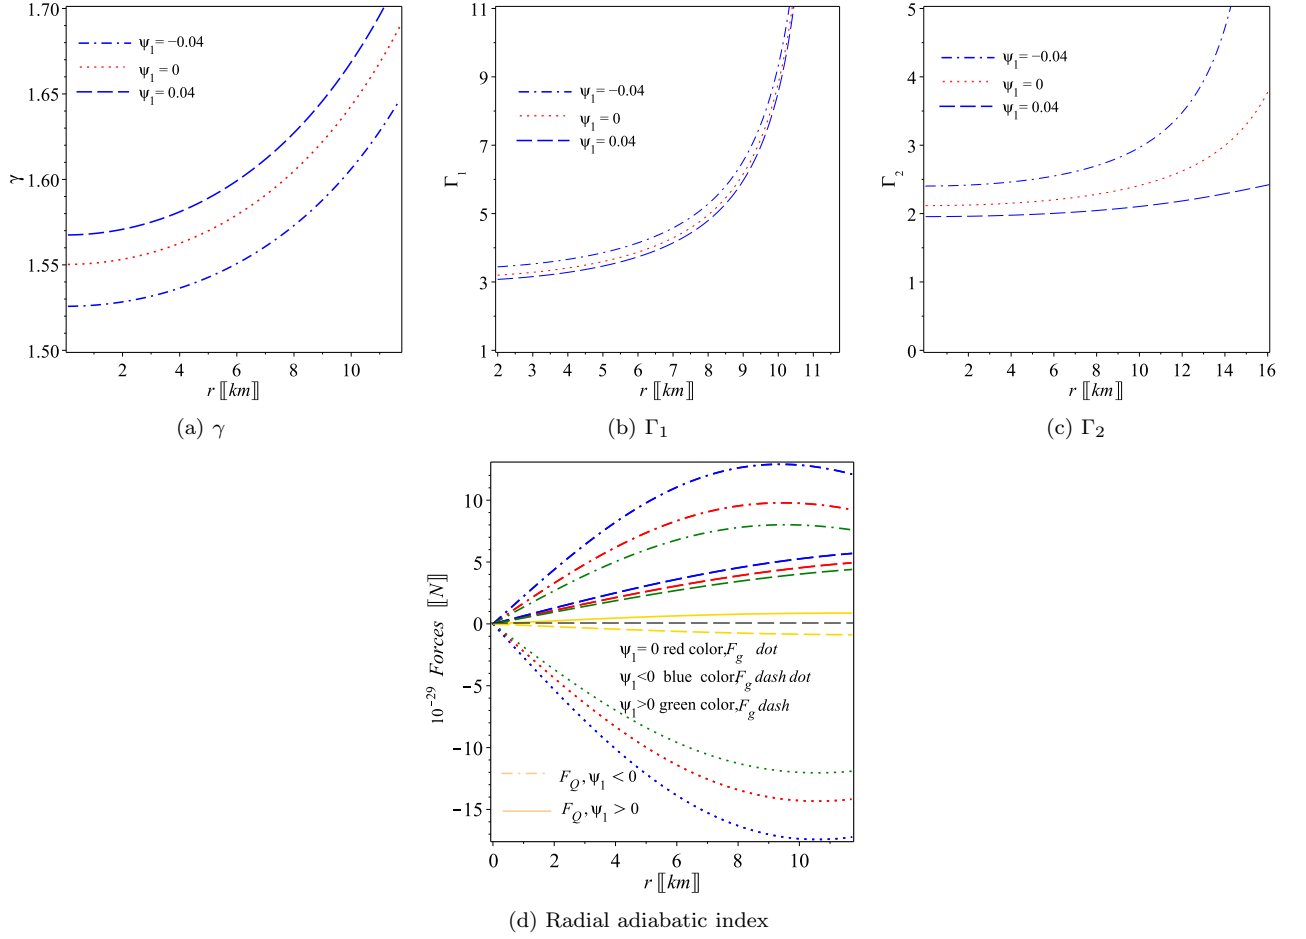 1.70
1.65
1.60
1.55
1.50
γ
ψ1= −0.04
ψ1= 0
ψ1= 0.04
2 4 6 8 10
r [[km]]
(a) γ
11
9
7
5
3
1
Γ1
ψ1= −0.04
ψ1= 0
ψ1= 0.04
2 3 4 5 6 7 8 9 10 11
r [[km]]
(b) Γ1
5
4
3
2
1
0
Γ2
ψ1= −0.04
ψ1= 0
ψ1= 0.04
2 4 6 8 10 12 14 16
r [[km]]
(c) Γ2
10
5
0
−5
−10
−15
10−29 Forces [[N]]
ψ1= 0 red color,Fg dot
ψ1<0 blue color,Fg dash dot
ψ1>0 green color,Fg dash
FQ, ψ1 < 0
FQ, ψ1 > 0
0 2 4 6 8 10
r [[km]]
(d) Radial adiabatic index